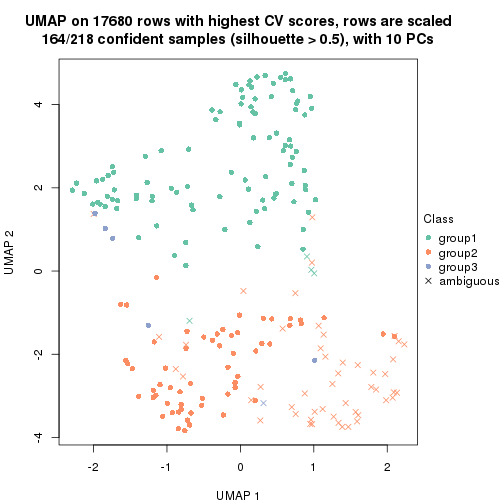 UMAP on 17680 rows with highest CV scores, rows are scaled
164/218 confident samples (silhouette > 0.5), with 10 PCs
4
2
0
-2
-4
UMAP 2
-2
-1
0
1
2
UMAP 1
Class
group1
group2
group3
ambiguous